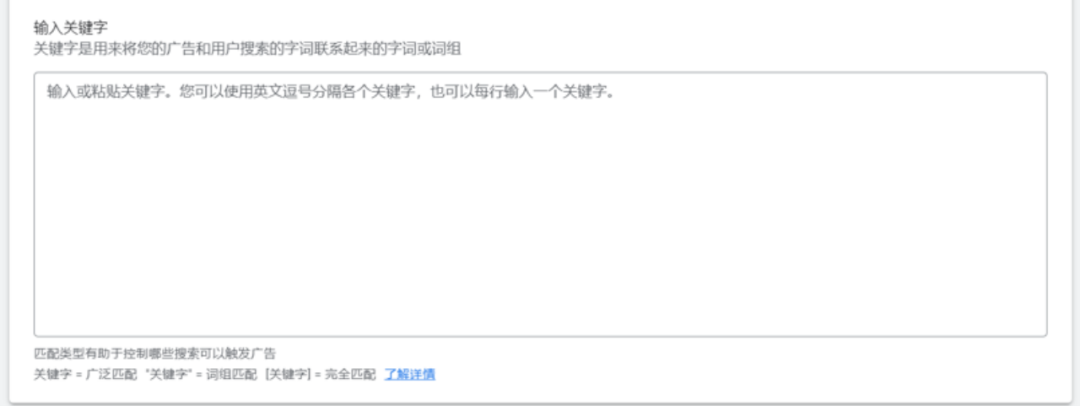 输入关键字
关键字是用来将您的广告和用户搜索的字词联系起来的字词或词组
输入或粘贴关键字。您可以使用英文逗号分隔各个关键字，也可以每行输入一个关键字。
匹配类型有助于控制哪些搜索可以触发广告
关键字 = 广泛匹配 "关键字" = 词组匹配 [关键字] = 完全匹配 了解详情